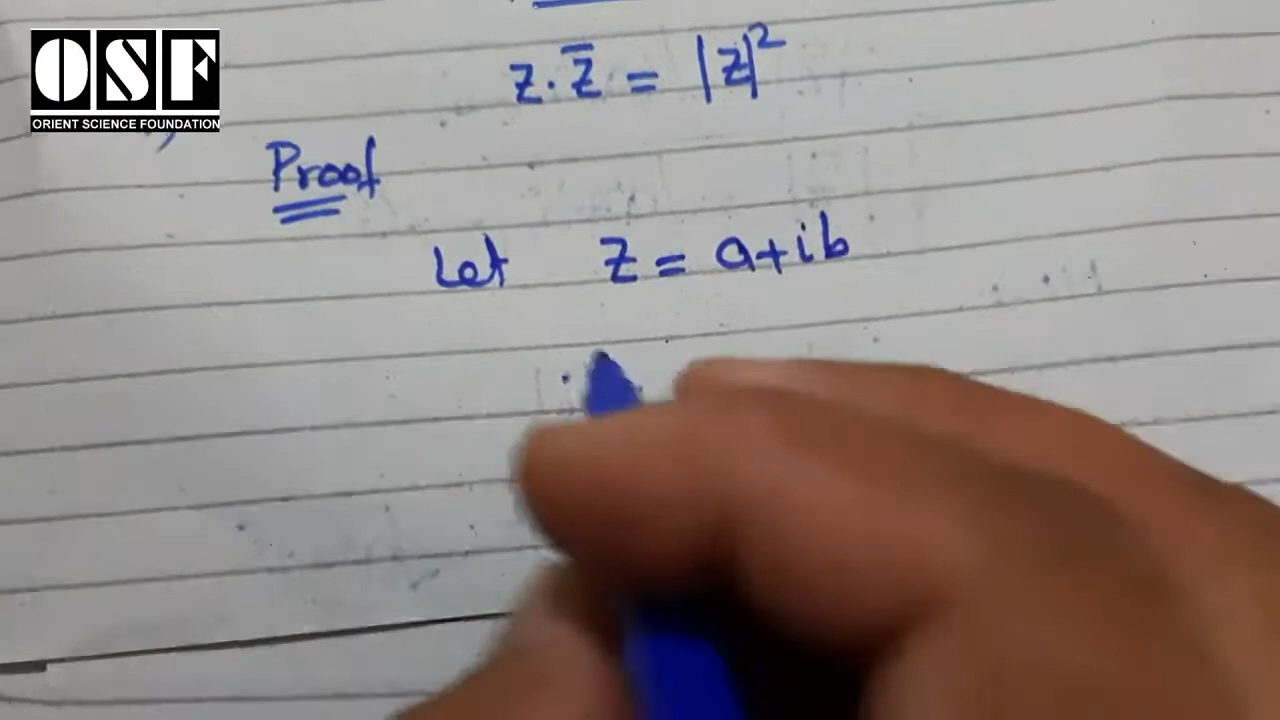 OSF
ORIENT SCIENCE FOUNDATION
z. z̄ = |z|²
Proof
Let z = a+ib